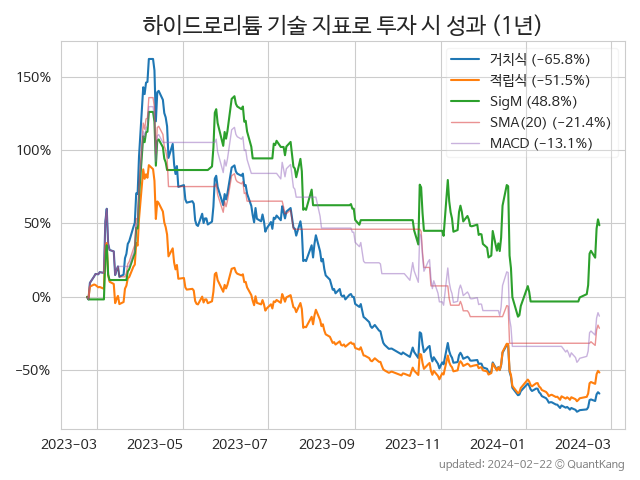 하이드로리튬 기술 지표로 투자 시 성과 (1년)
거치식 (−65.8%)
적립식 (−51.5%)
SigM (48.8%)
SMA(20) (−21.4%)
MACD (−13.1%)
150%
100%
50%
0%
−50%
2023-03 2023-05 2023-07 2023-09 2023-11 2024-01 2024-03
updated: 2024-02-22 © QuantKang